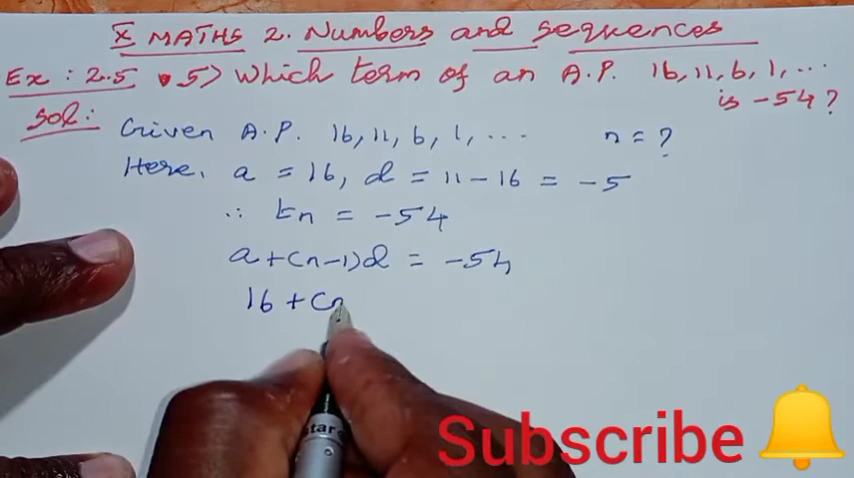 X MATHS 2. Numbers and sequences
Ex: 2.5 5) Which term of an A.P. 16, 11, 6, 1, ...
is -54?
Sol: Given A.P. 16, 11, 6, 1, ... n = ?
Here, a = 16, d = 11 - 16 = -5
∴ tn = -54
a+(n-1)d = -54
16 + (n
star
Subscribe